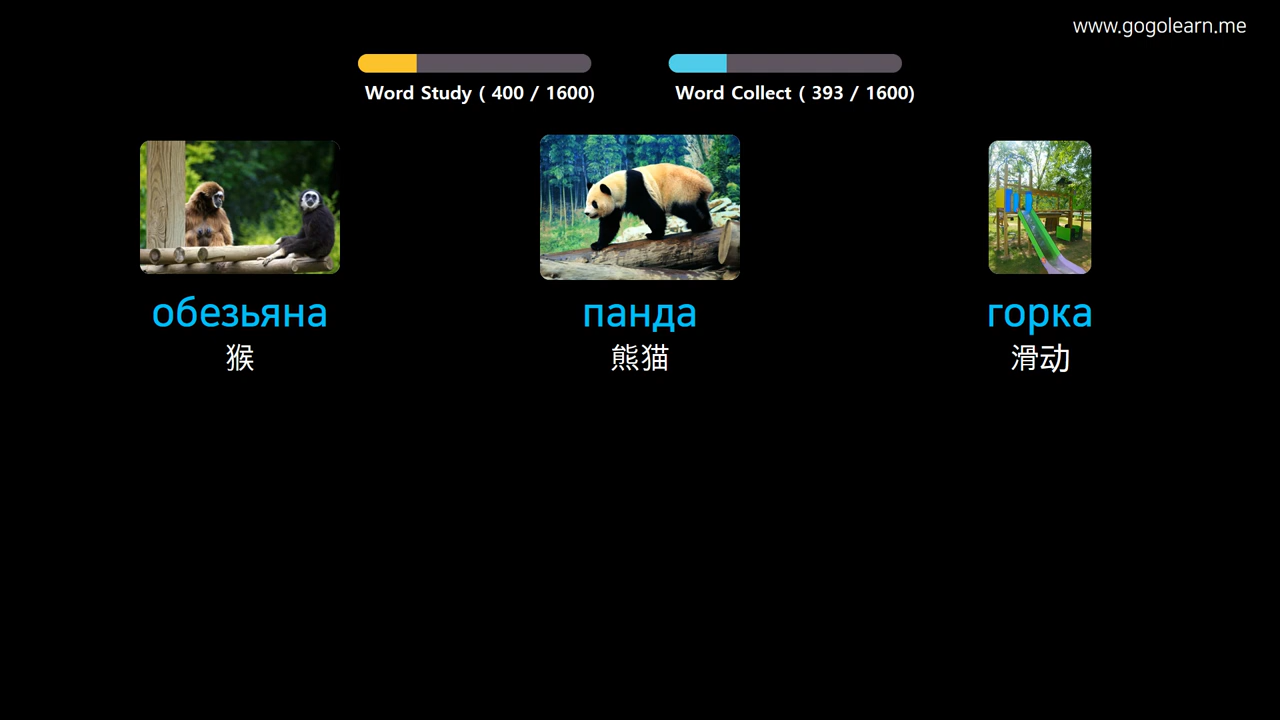 www.gogolearn.me
Word Study ( 400 / 1600)
Word Collect ( 393 / 1600)
обезьяна
панда
горка
猴
熊猫
滑动